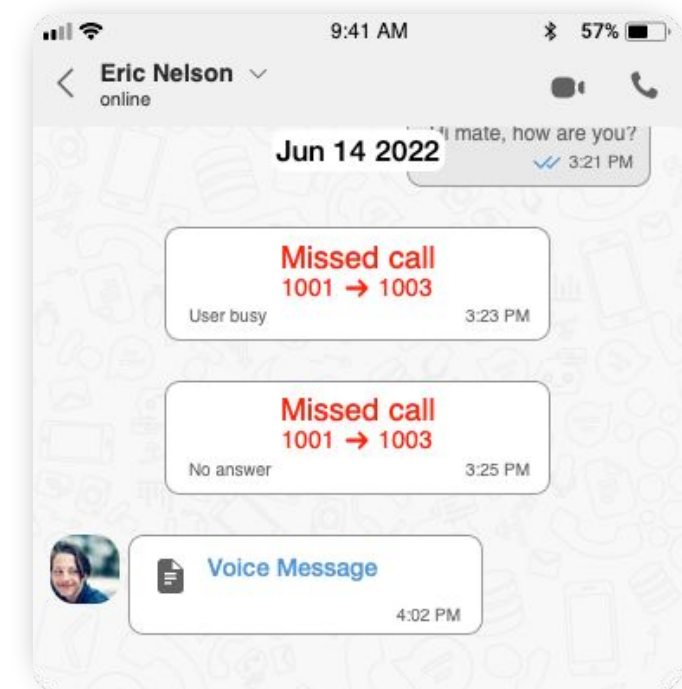 9:41 AM
57%
Eric Nelson
online
mate, how are you?
Jun 14 2022
3:21 PM
Missed call
1001 → 1003
User busy 3:23 PM
Missed call
1001 → 1003
No answer 3:25 PM
Voice Message
4:02 PM